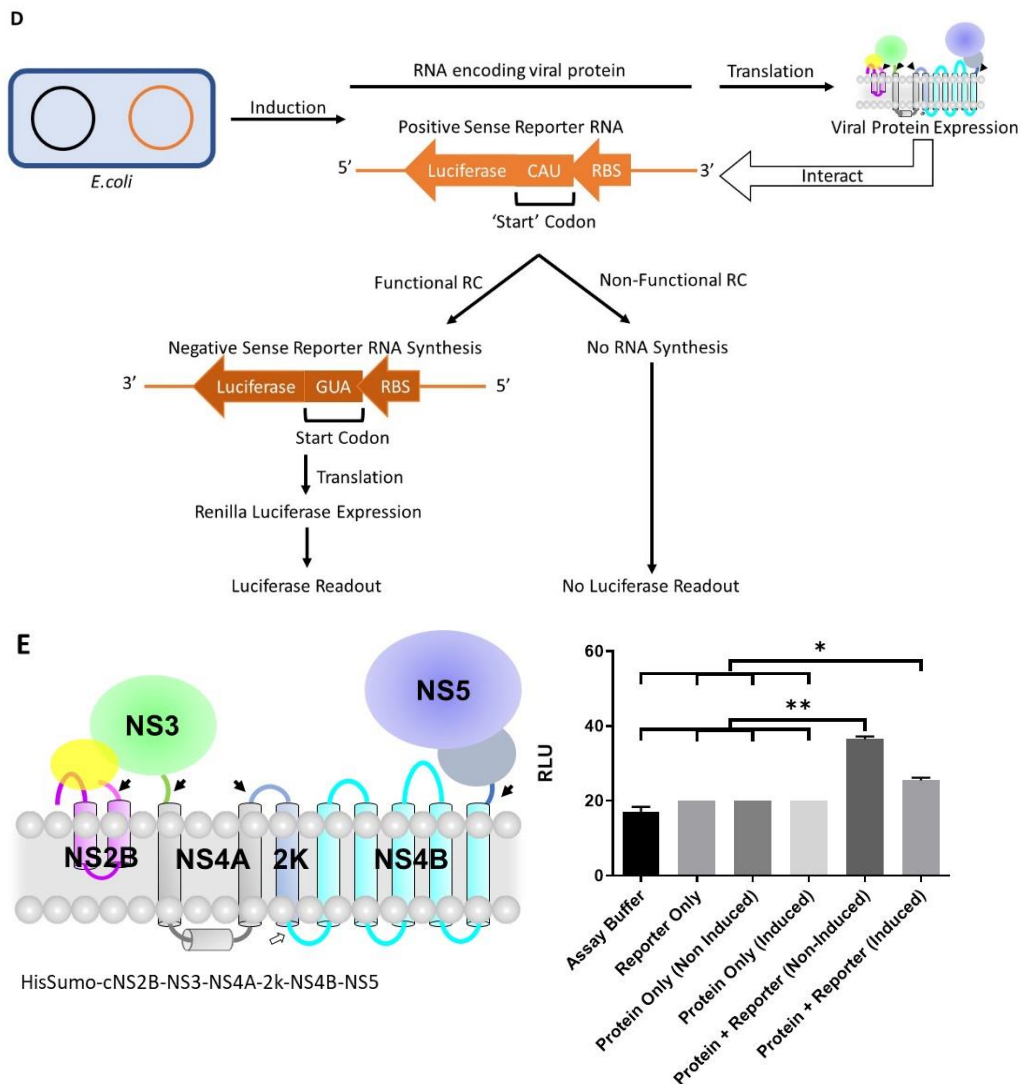 D
E.coli
Induction
RNA encoding viral protein
Translation
Viral Protein Expression
Positive Sense Reporter RNA
5’
Luciferase
CAU
RBS
3’
Interact
‘Start’ Codon
Functional RC
Non-Functional RC
Negative Sense Reporter RNA Synthesis
No RNA Synthesis
3’
Luciferase
GUA
RBS
5’
Start Codon
Translation
Renilla Luciferase Expression
Luciferase Readout
No Luciferase Readout
E
NS3
NS5
NS2B
NS4A
2K
NS4B
HisSumo-cNS2B-NS3-NS4A-2k-NS4B-NS5
RLU
60
40
20
0
*
**
Assay Buffer
Reporter Only
Protein Only (Non Induced)
Protein Only (Induced)
Protein + Reporter (Non-Induced)
Protein + Reporter (Induced)